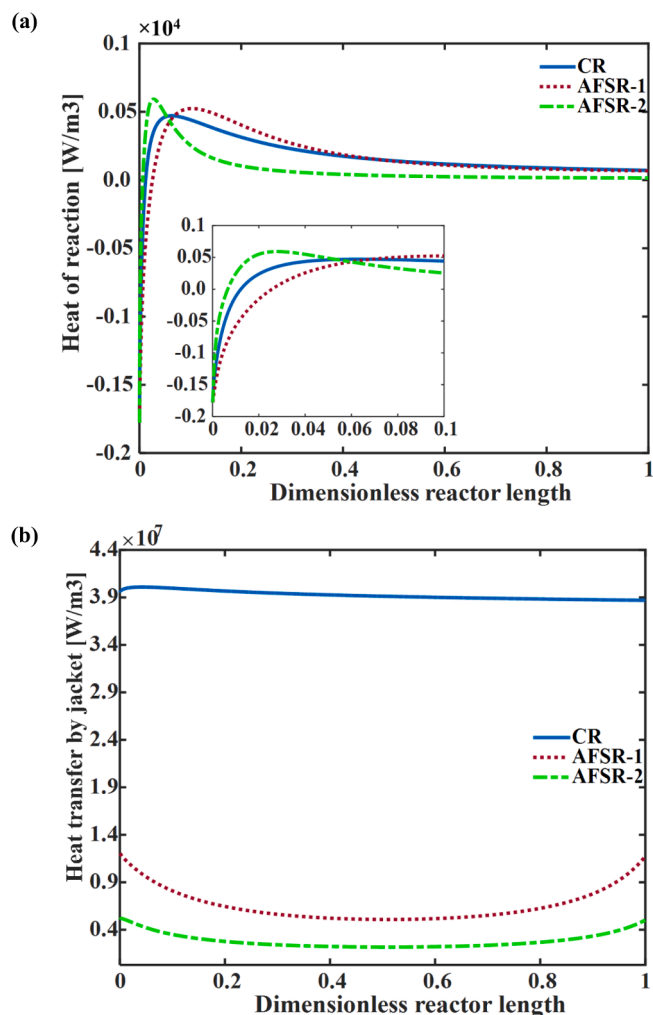 (a)
×10⁴
0.1
0.05
0.0
-0.05
-0.1
-0.15
-0.2
Heat of reaction [W/m3]
CR
AFSR-1
AFSR-2
0.1
0.05
0.0
-0.05
-0.1
-0.15
-0.2
0 0.02 0.04 0.06 0.08 0.1
0 0.2 0.4 0.6 0.8 1
Dimensionless reactor length
(b)
×10⁷
4.4
3.9
3.4
2.9
2.4
1.9
1.4
0.9
0.4
Heat transfer by jacket [W/m3]
CR
AFSR-1
AFSR-2
0 0.2 0.4 0.6 0.8 1
Dimensionless reactor length